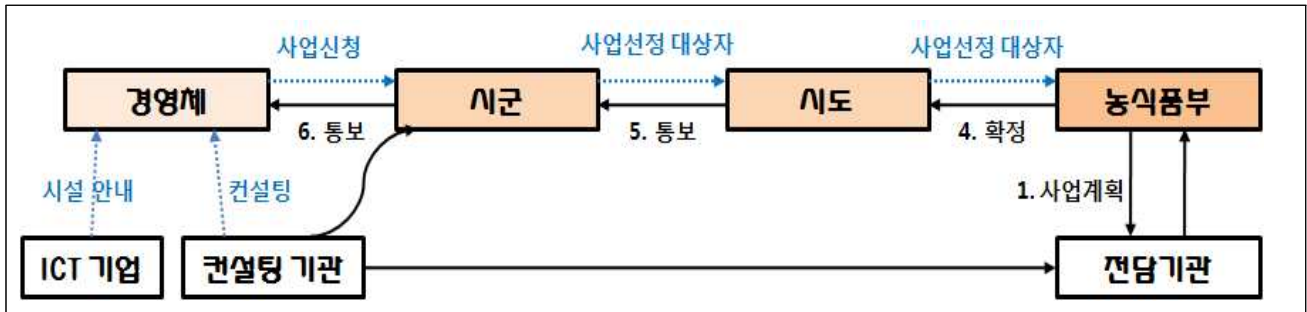 사업신청
사업선정 대상자
사업선정 대상자
경영체
시군
시도
농식품부
6. 통보
5. 통보
4. 확정
시설 안내
컨설팅
1. 사업계획
ICT 기업
컨설팅 기관
전담기관